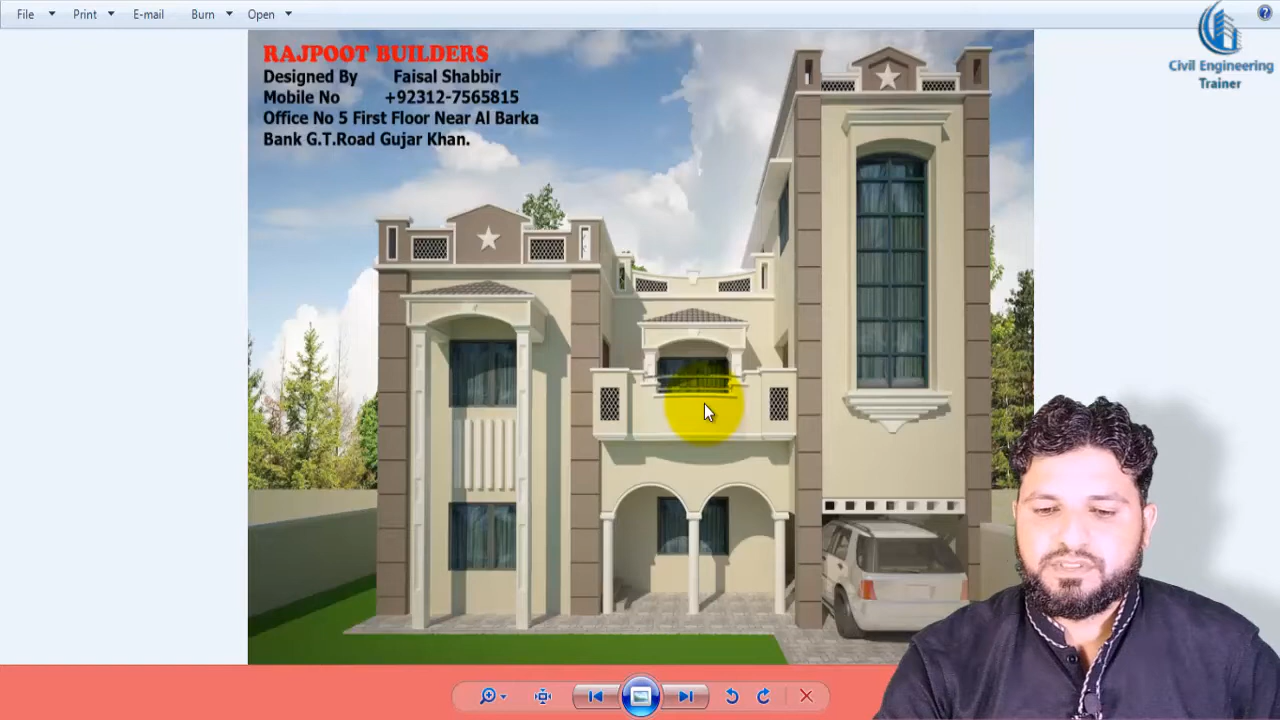 File Print E-mail Burn Open
RAJPOOT BUILDERS
Designed By Faisal Shabbir
Mobile No +92312-7565815
Office No 5 First Floor Near Al Barka
Bank G.T.Road Gujar Khan.
Civil Engineering
Trainer